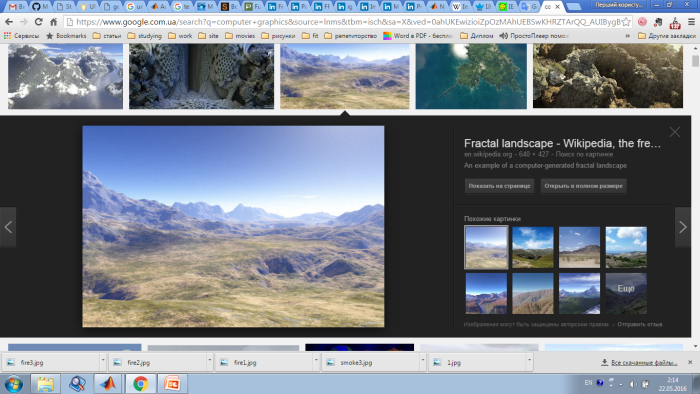 https://www.google.com.ua/search?q=computer+graphics&source=lnms&tbm=isch&sa=X&ved=
Перший користу...
Сервисы
Bookmarks
статьи
studying
work
site
movies
рисунки
fit
репетиторство
Word в PDF - беспл
Диплом
ПростоПлеер помо
»
Другие закладки
Fractal landscape - Wikipedia, the fre...
en.wikipedia.org - 640 × 427 - Поиск по картинке
An example of a computer-generated fractal landscape
Показать на странице
Открыть в полном размере
Похожие картинки
Ещё
Изображения могут быть защищены авторским правом. - Отправить отзыв
fire3.jpg
fire2.jpg
fire1.jpg
smoke3.jpg
1.jpg
Все скачанные файлы...
EN
2:14
22.05.2016